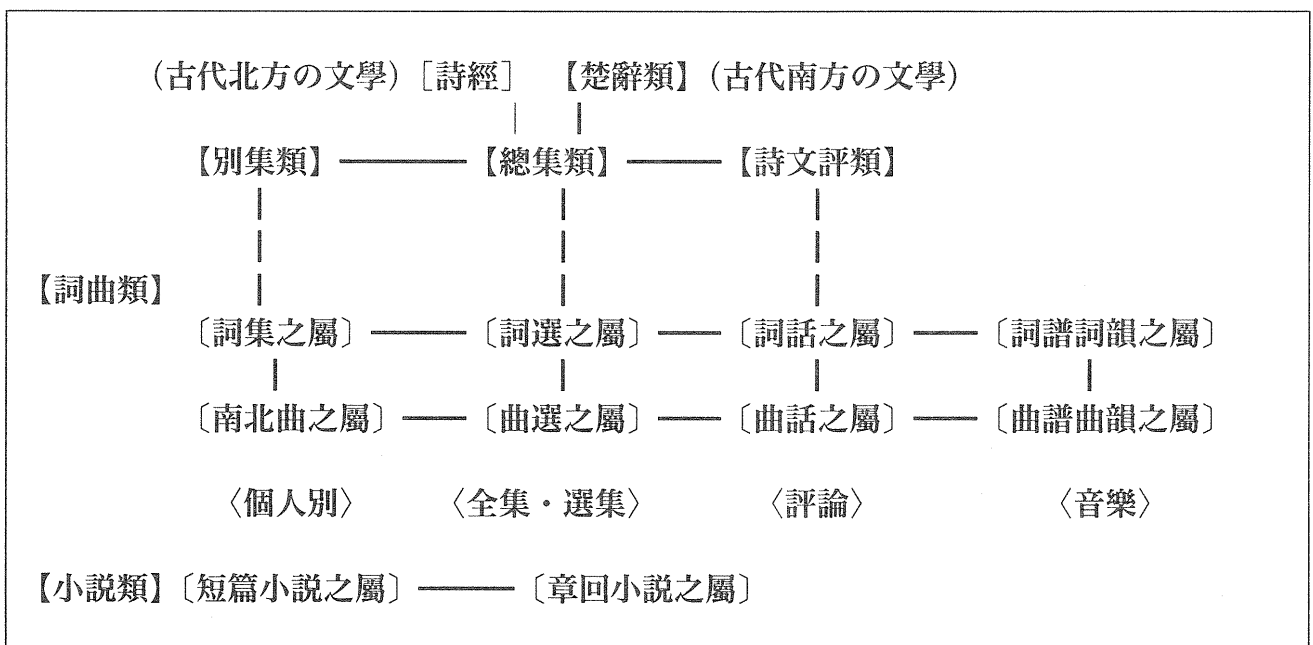 （古代北方の文學）［詩經］　【楚辭類】（古代南方の文學）
【別集類】　【總集類】　【詩文評類】
【詞曲類】
〔詞集之屬〕　〔詞選之屬〕　〔詞話之屬〕　〔詞譜詞韻之屬〕
〔南北曲之屬〕　〔曲選之屬〕　〔曲話之屬〕　〔曲譜曲韻之屬〕
〈個人別〉　〈全集・選集〉　〈評論〉　〈音樂〉
【小説類】〔短篇小説之屬〕　〔章回小説之屬〕